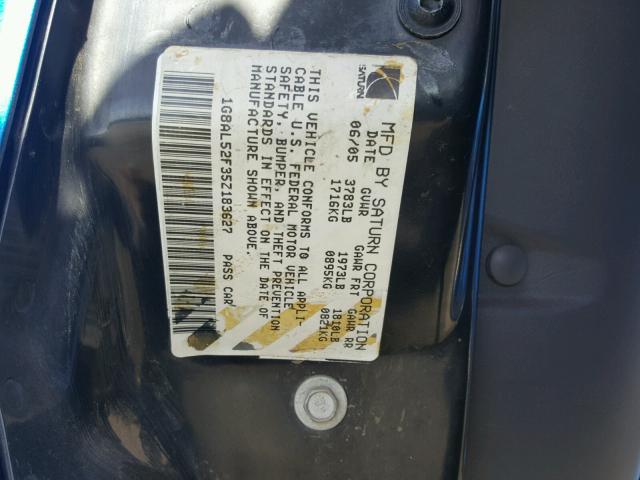 SATURN
MFD BY SATURN CORPORATION
DATE GVWR GAWR FRT GAWR RR
06/05 3783LB 1973LB 1810LB
1716KG 0895KG 0821KG
THIS VEHICLE CONFORMS TO ALL APPLI-
CABLE U.S. FEDERAL MOTOR VEHICLE
SAFETY, BUMPER, AND THEFT PREVENTION
STANDARDS IN EFFECT ON THE DATE OF
MANUFACTURE SHOWN ABOVE.
1G8AL52F35Z183627 PASS CAR